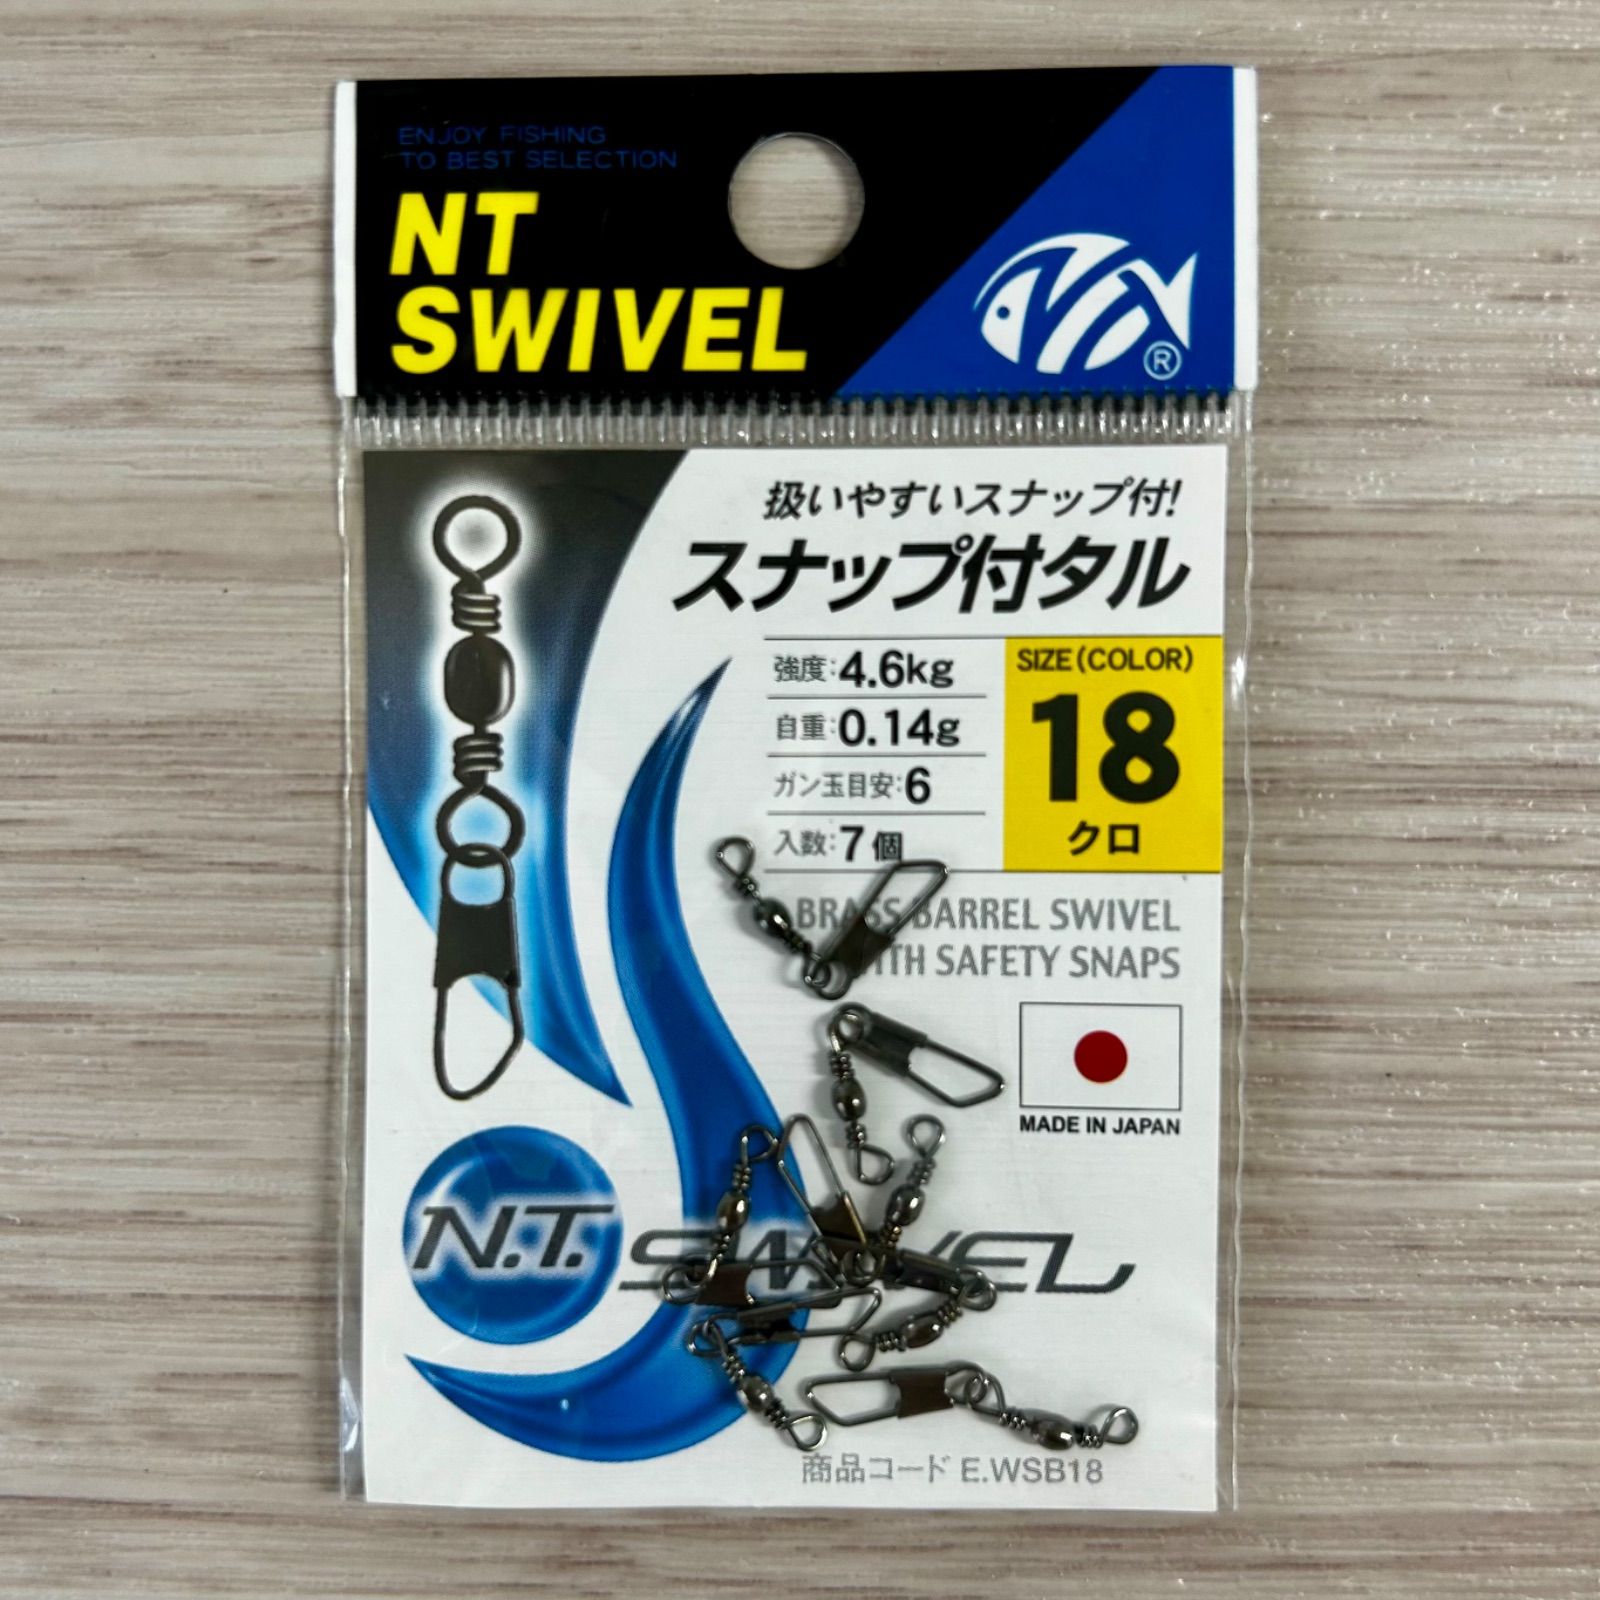 ENJOY FISHING
TO BEST SELECTION
NT
SWIVEL
®
扱いやすいスナップ付!
スナップ付タル
強度:4.6kg
自重:0.14g
ガン玉目安:6
入数:7個
SIZE(COLOR)
18
クロ
BRASS BARREL SWIVEL
WITH SAFETY SNAPS
MADE IN JAPAN
N.T. SWIVEL
商品コード E.WSB18